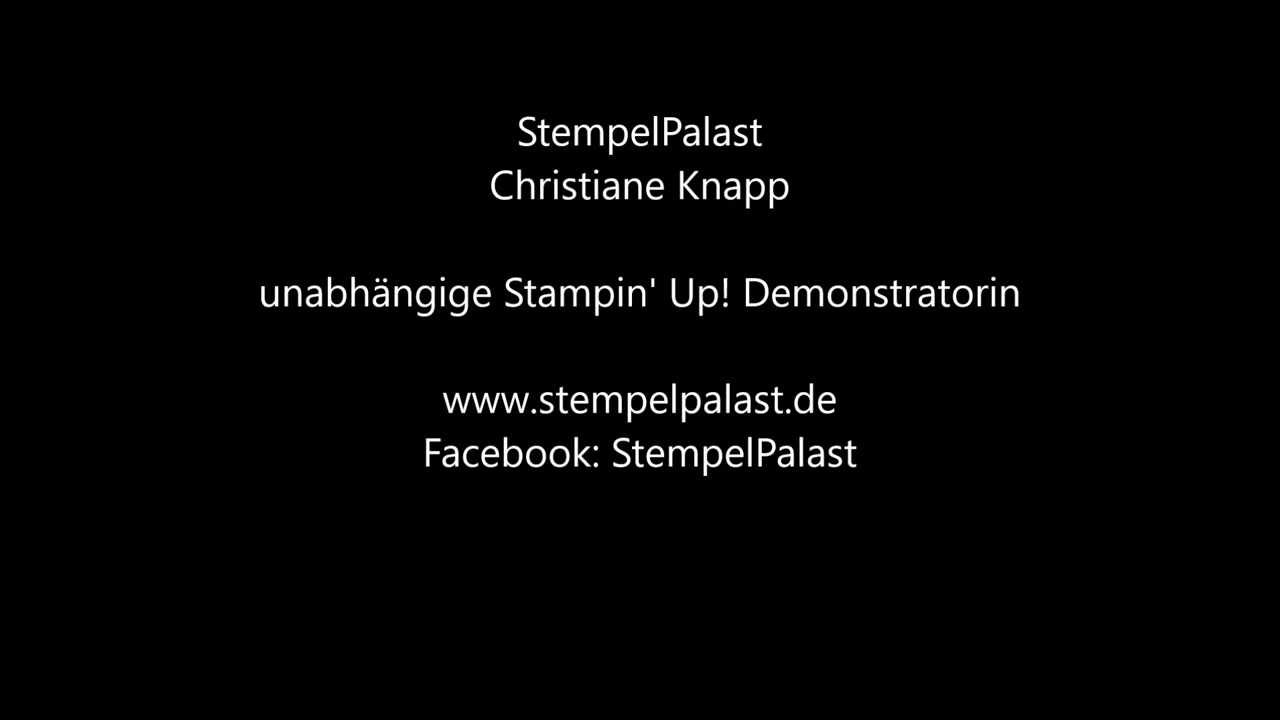 StempelPalast
Christiane Knapp
unabhängige Stampin' Up! Demonstratorin
www.stempelpalast.de
Facebook: StempelPalast